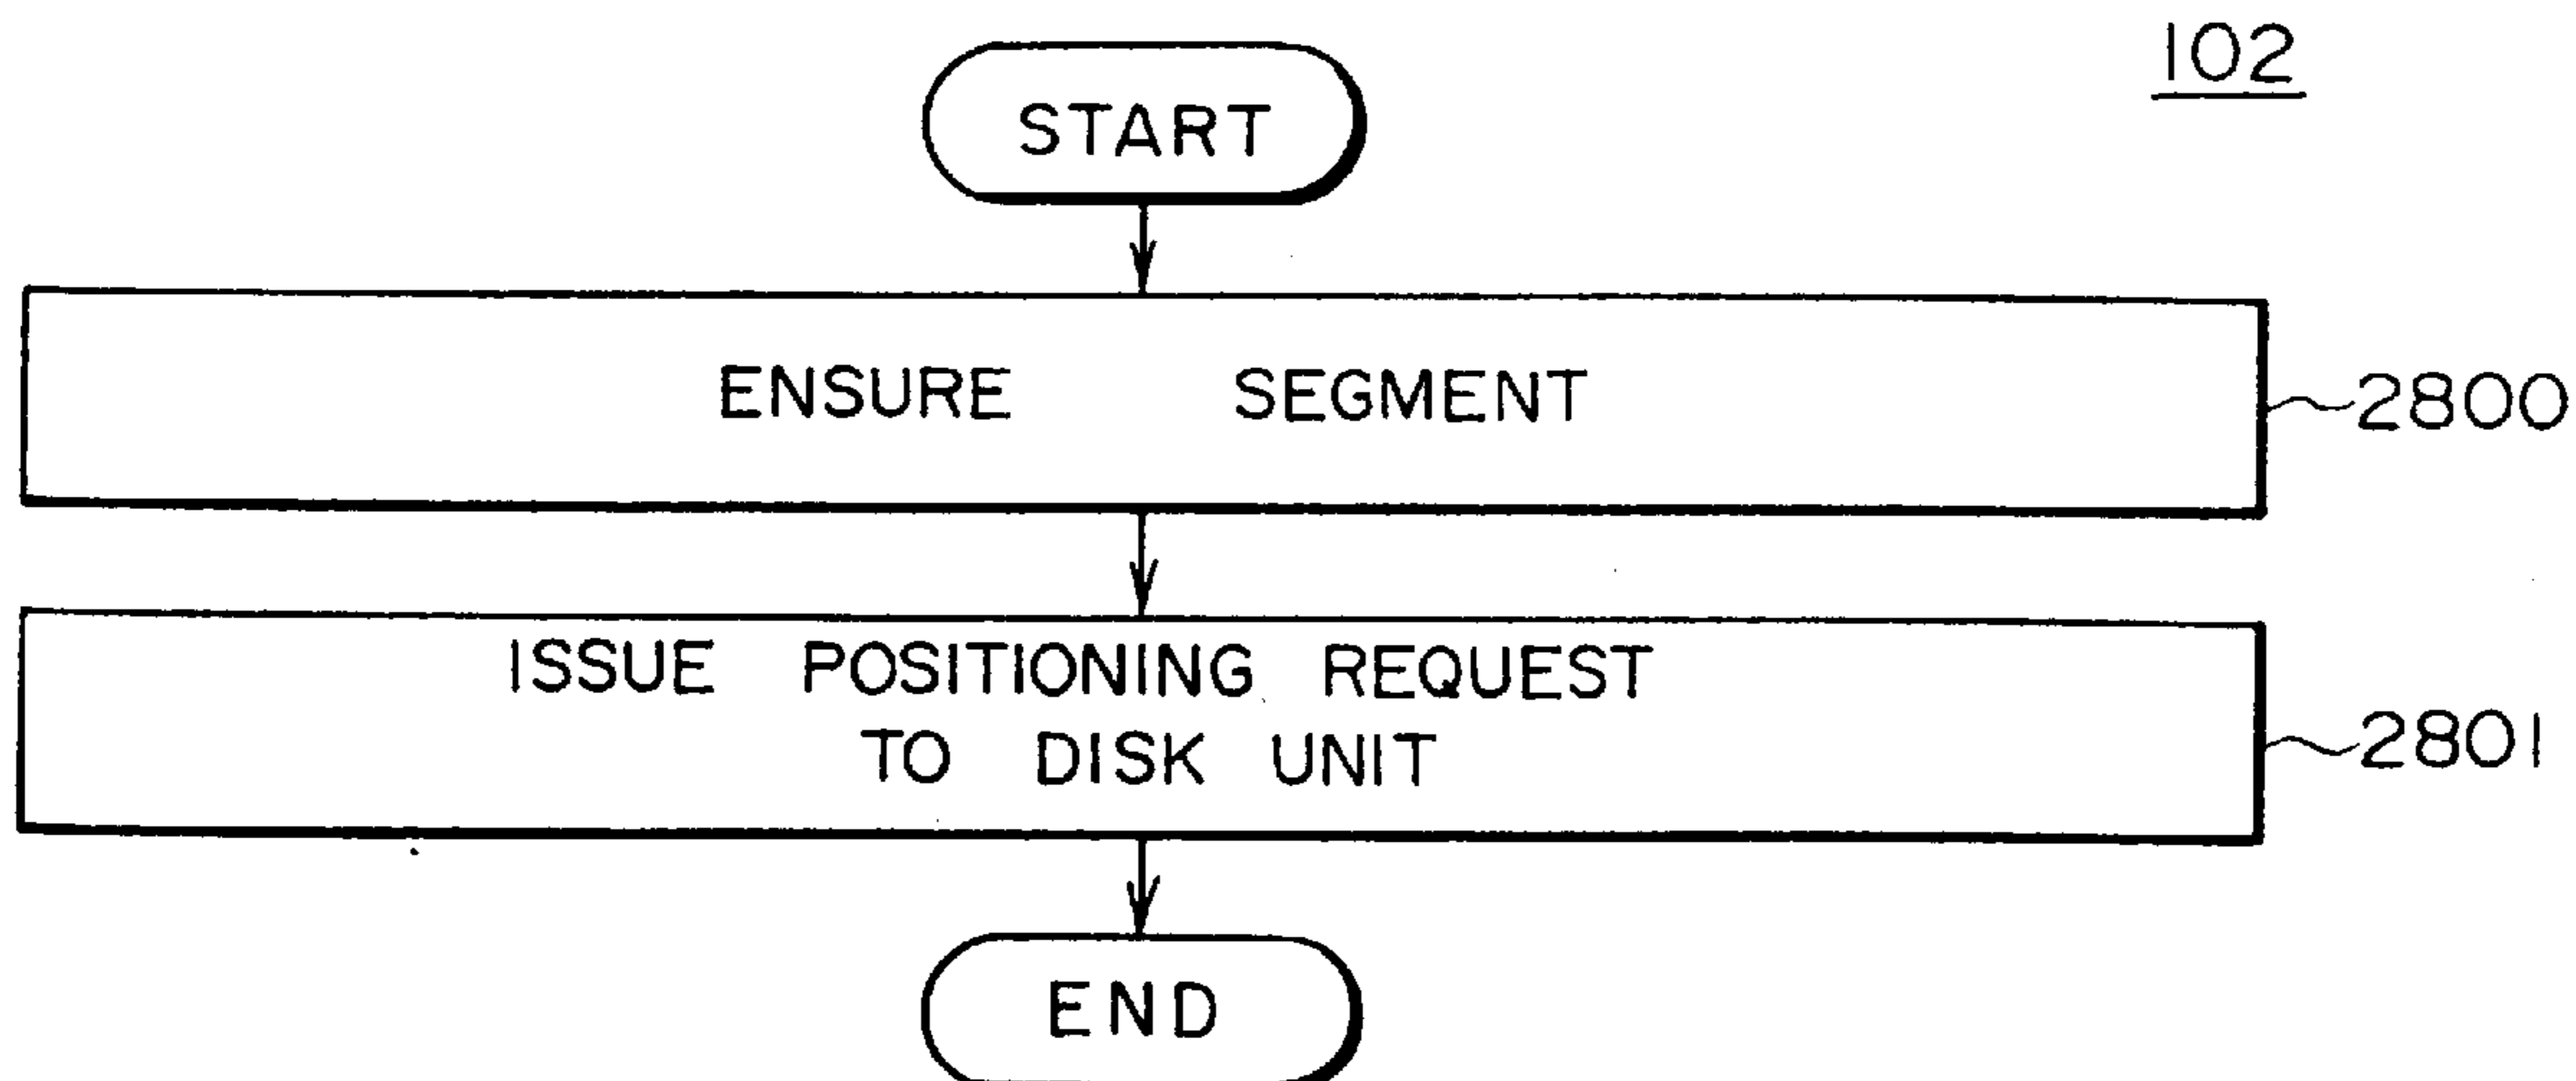 102
START
ENSURE SEGMENT
2800
ISSUE POSITIONING REQUEST
TO DISK UNIT
2801
END